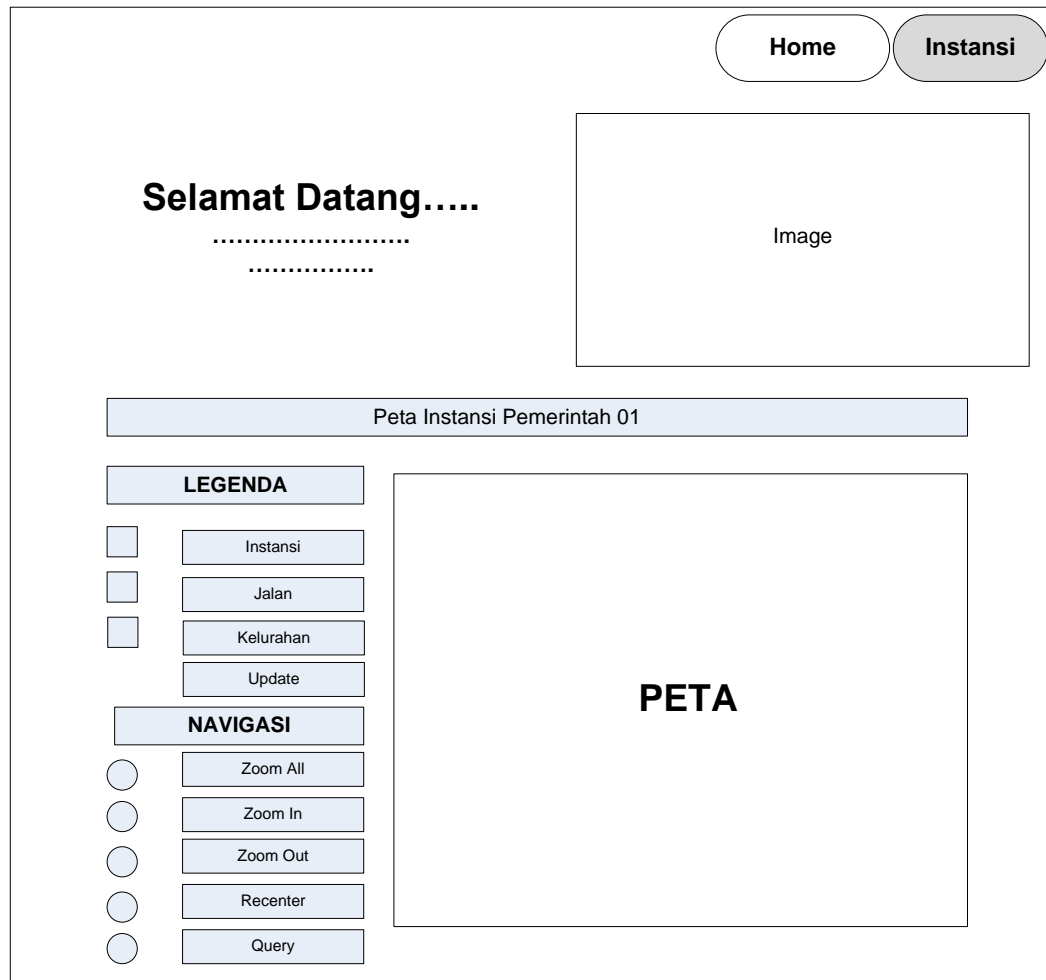 Home
Instansi
Selamat Datang…..
…………………….
…………….
Image
Peta Instansi Pemerintah 01
LEGENDA
Instansi
Jalan
Kelurahan
Update
NAVIGASI
Zoom All
Zoom In
Zoom Out
Recenter
Query
PETA